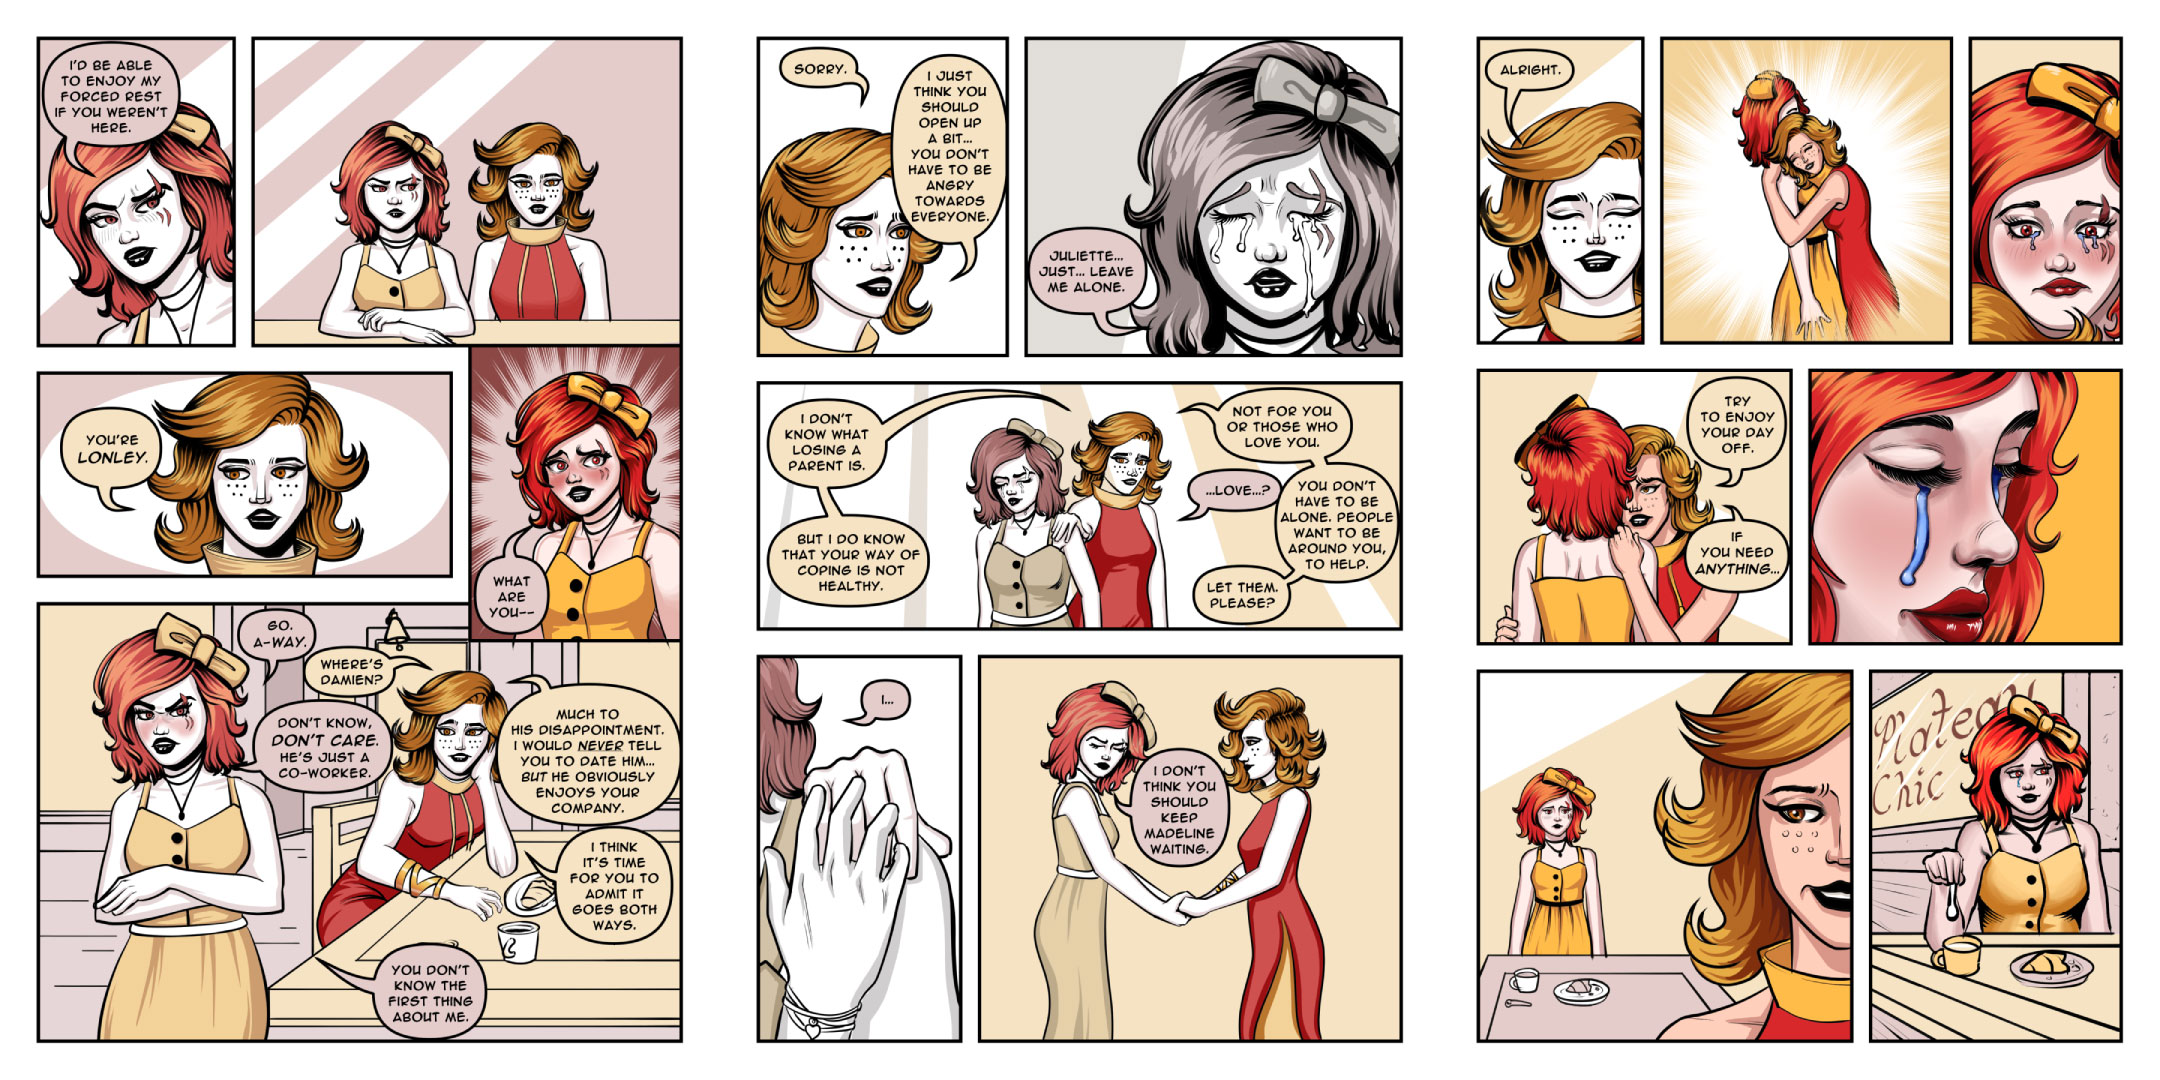 I'D BE ABLE
TO ENJOY MY
FORCED REST
IF YOU WEREN'T
HERE.
YOU'RE
LONLEY.
WHAT
ARE
YOU--
GO.
A-WAY.
WHERE'S
DAMIEN?
DON'T KNOW,
DON'T CARE.
HE'S JUST A
CO-WORKER.
MUCH TO
HIS DISAPPOINTMENT.
I WOULD NEVER TELL
YOU TO DATE HIM...
BUT HE OBVIOUSLY
ENJOYS YOUR
COMPANY.
I THINK
IT'S TIME
FOR YOU TO
ADMIT IT
GOES BOTH
WAYS.
YOU DON'T
KNOW THE
FIRST THING
ABOUT ME.
SORRY.
I JUST
THINK YOU
SHOULD
OPEN UP
A BIT...
YOU DON'T
HAVE TO BE
ANGRY
TOWARDS
EVERYONE.
JULIETTE...
JUST... LEAVE
ME ALONE.
I DON'T
KNOW WHAT
LOSING A
PARENT IS.
BUT I DO KNOW
THAT YOUR WAY OF
COPING IS NOT
HEALTHY.
NOT FOR YOU
OR THOSE WHO
LOVE YOU.
...LOVE...?
YOU DON'T
HAVE TO BE
ALONE. PEOPLE
WANT TO BE
AROUND YOU,
TO HELP.
LET THEM.
PLEASE?
I...
I DON'T
THINK YOU
SHOULD
KEEP
MADELINE
WAITING.
ALRIGHT.
TRY
TO ENJOY
YOUR DAY
OFF.
IF
YOU NEED
ANYTHING...
Plateau
Chic